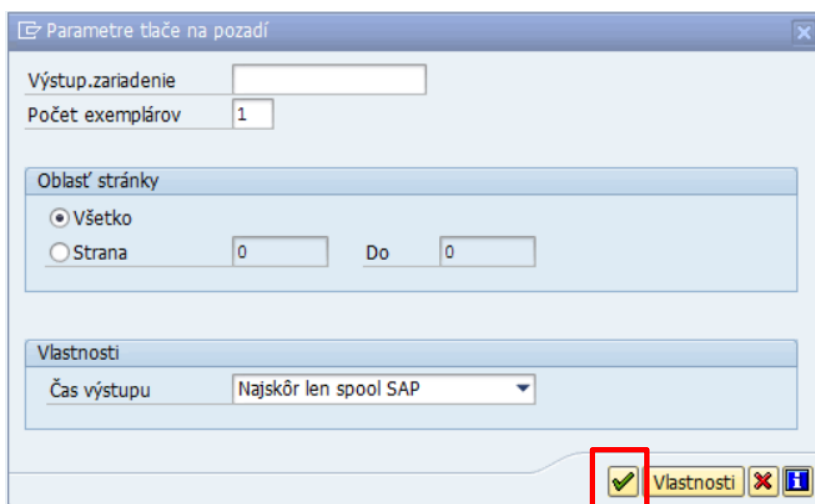 Parametre tlače na pozadí
Výstup.zariadenie
Počet exemplárov 1
Oblasť stránky
Všetko
Strana 0 Do 0
Vlastnosti
Čas výstupu Najskôr len spool SAP
Vlastnosti